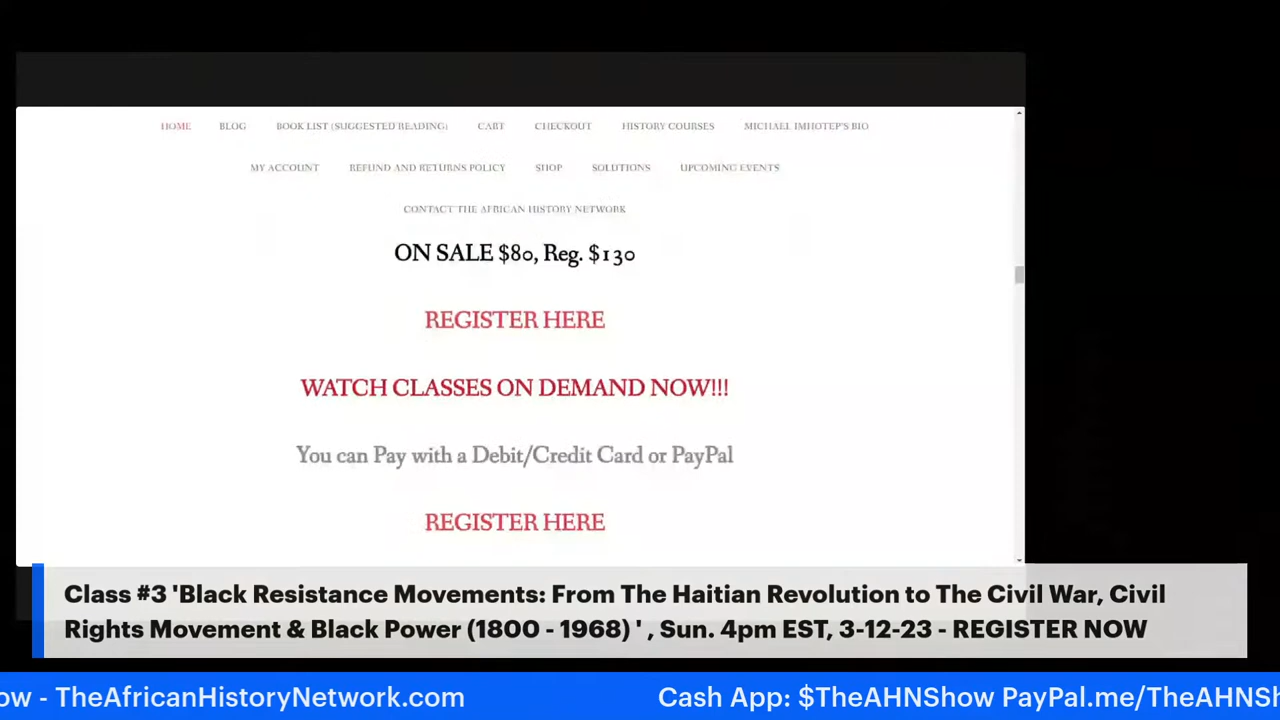 HOME BLOG BOOK LIST (SUGGESTED READING) CART CHECKOUT HISTORY COURSES MICHAEL IMHOTEP'S BIO
MY ACCOUNT REFUND AND RETURNS POLICY SHOP SOLUTIONS UPCOMING EVENTS
CONTACT THE AFRICAN HISTORY NETWORK
ON SALE $80, Reg. $130
REGISTER HERE
WATCH CLASSES ON DEMAND NOW!!!
You can Pay with a Debit/Credit Card or PayPal
REGISTER HERE
Class #3 'Black Resistance Movements: From The Haitian Revolution to The Civil War, Civil
Rights Movement & Black Power (1800 - 1968) ' , Sun. 4pm EST, 3-12-23 - REGISTER NOW
ow - TheAfricanHistoryNetwork.com Cash App: $TheAHNShow PayPal.me/TheAHNSh